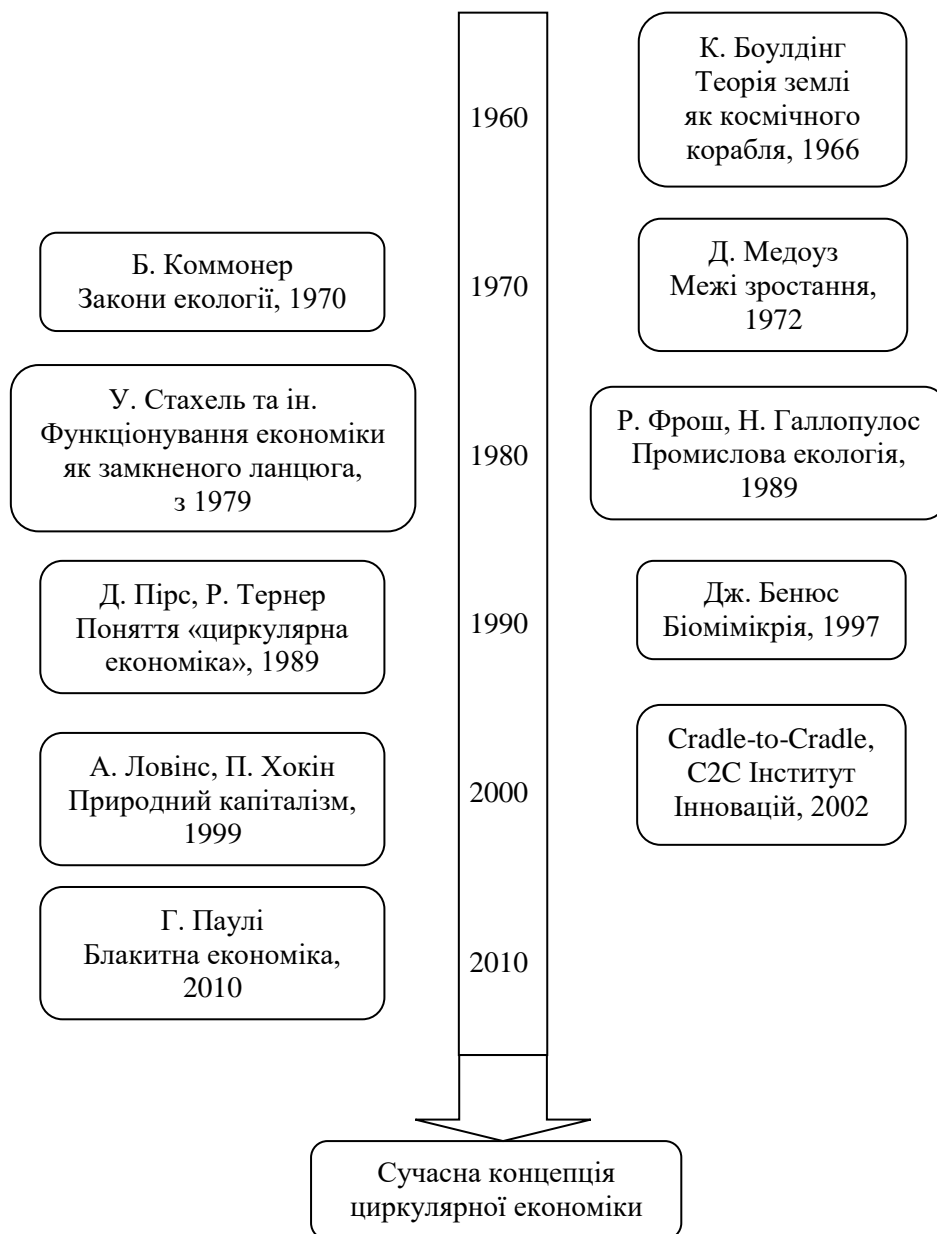 К. Боулдінг
Теорія землі
як космічного
корабля, 1966
1960
Б. Коммонер
Закони екології, 1970
1970
Д. Медоуз
Межі зростання,
1972
У. Стахель та ін.
Функціонування економіки
як замкненого ланцюга,
з 1979
1980
Р. Фрош, Н. Галлопулос
Промислова екологія,
1989
Д. Пірс, Р. Тернер
Поняття «циркулярна
економіка», 1989
1990
Дж. Бенюс
Біомімікрія, 1997
А. Ловінс, П. Хокін
Природний капіталізм,
1999
2000
Cradle-to-Cradle,
C2C Інститут
Інновацій, 2002
Г. Паулі
Блакитна економіка,
2010
2010
Сучасна концепція
циркулярної економіки